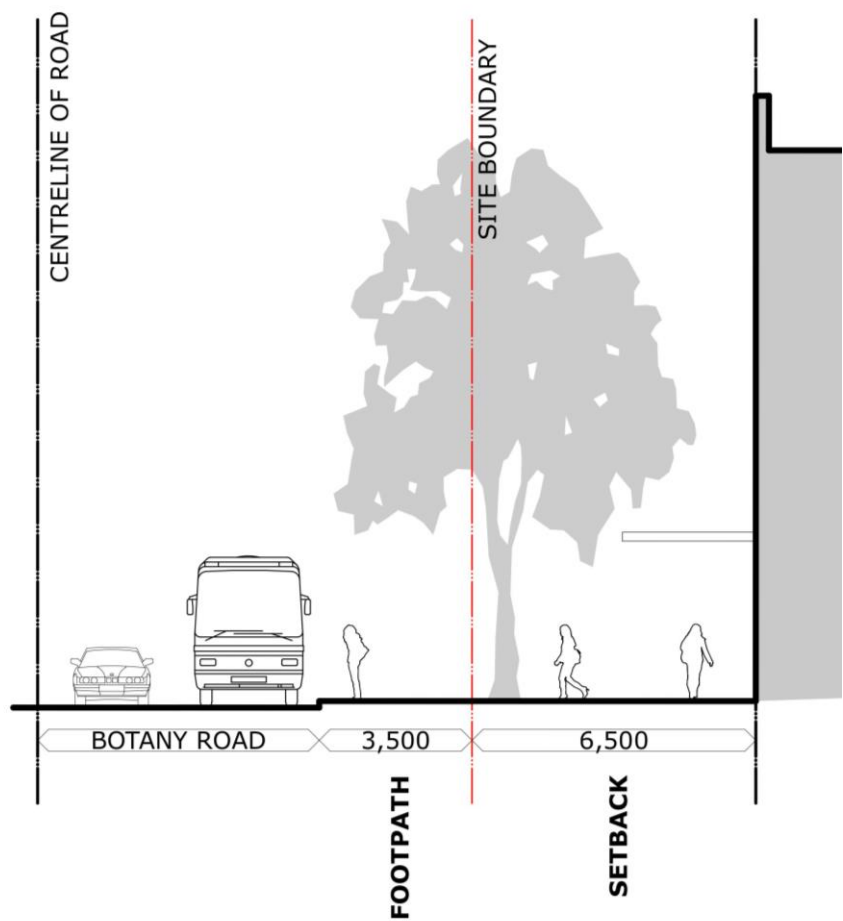 CENTRELINE OF ROAD
SITE BOUNDARY
BOTANY ROAD
3,500
6,500
FOOTPATH
SETBACK